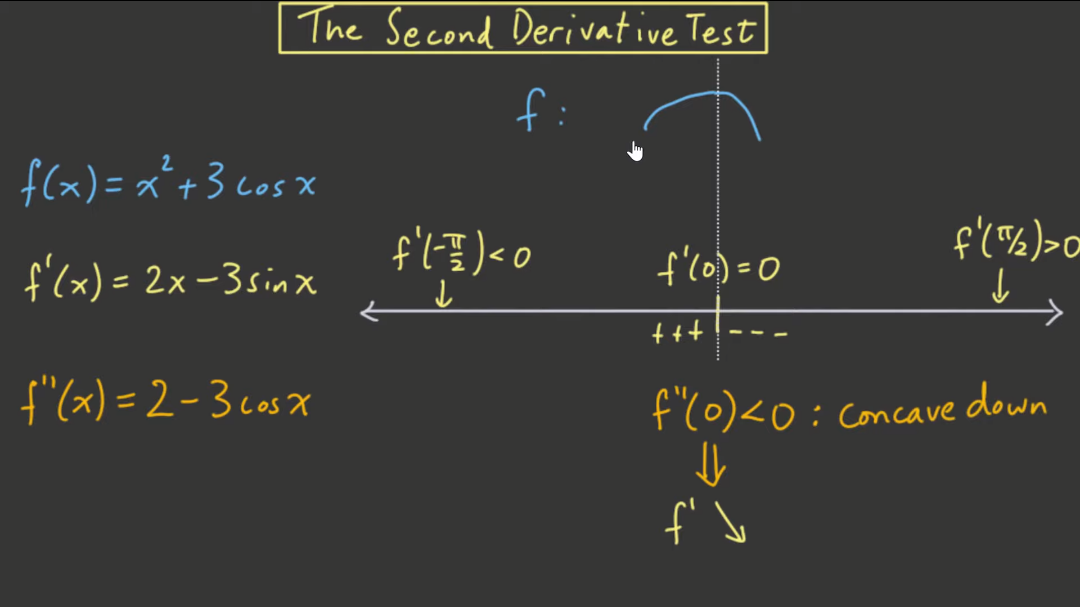 The Second Derivative Test
f :
f(x) = x² + 3 cos x
f'(-π/2) < 0
f'(0) = 0
f'(π/2) > 0
f'(x) = 2x - 3 sin x
+ + + - - -
f''(x) = 2 - 3 cos x
f''(0) < 0 : concave down
⇓
f' ↘